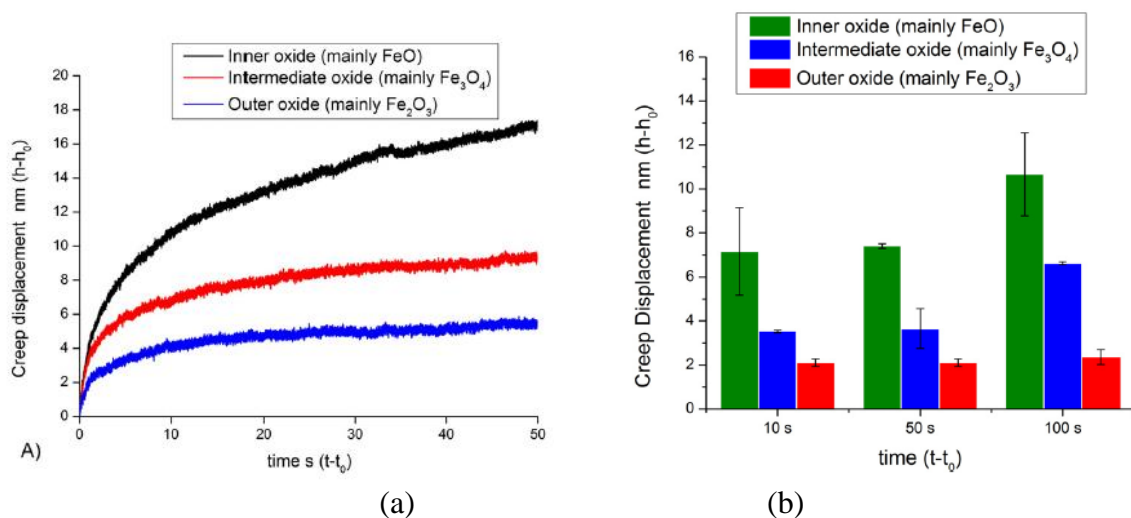 Inner oxide (mainly FeO)
Intermediate oxide (mainly Fe₃O₄)
Outer oxide (mainly Fe₂O₃)
Creep displacement nm (h-h₀)
20
18
16
14
12
10
8
6
4
2
0
0 10 20 30 40 50
time s (t-t₀)
A)
(a)
Inner oxide (mainly FeO)
Intermediate oxide (mainly Fe₃O₄)
Outer oxide (mainly Fe₂O₃)
Creep Displacement nm (h-h₀)
16
14
12
10
8
6
4
2
0
10 s 50 s 100 s
time (t-t₀)
(b)